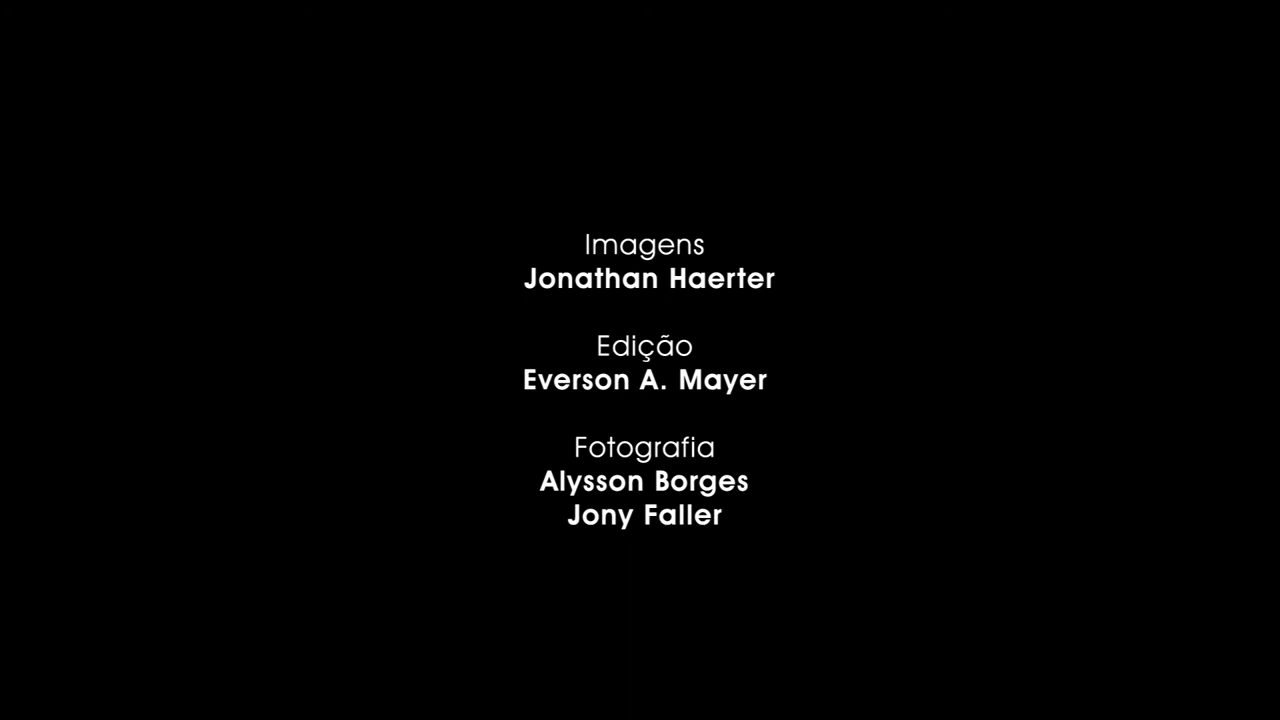 Imagens
Jonathan Haerter
Edição
Everson A. Mayer
Fotografia
Alysson Borges
Jony Faller